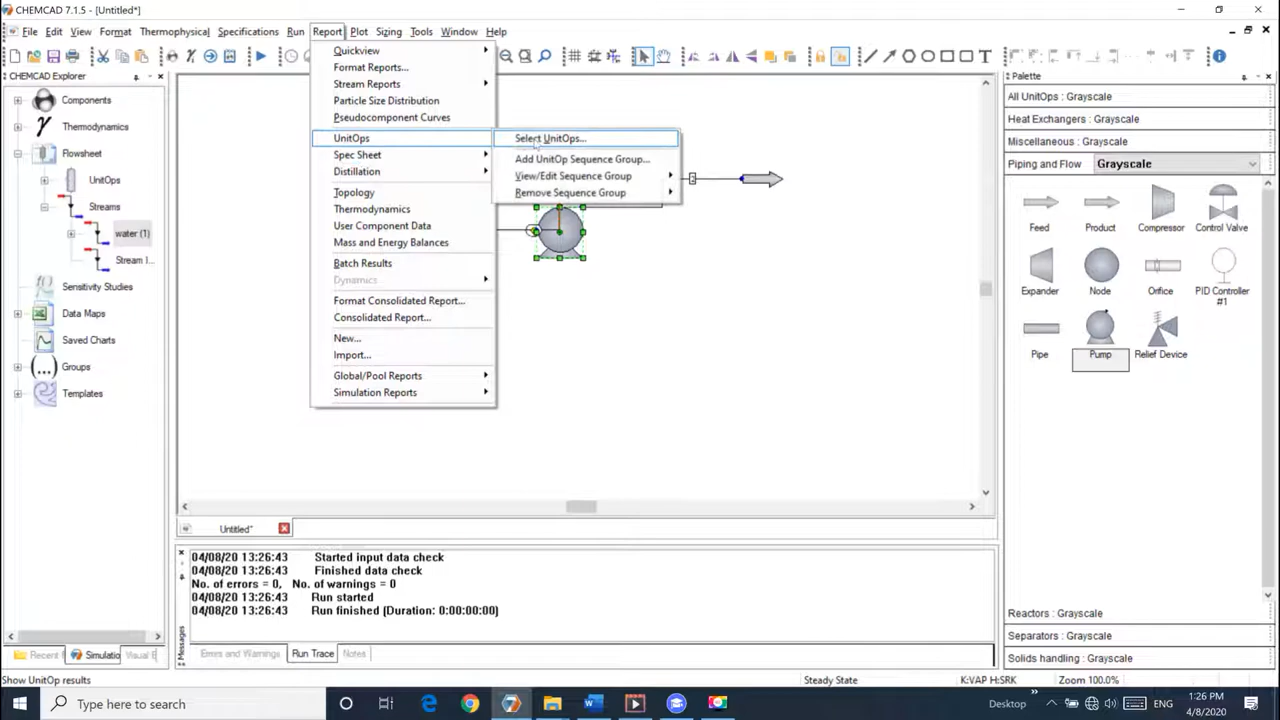 CHEMCAD 7.1.5 - [Untitled*]
File Edit View Format Thermophysical Specifications Run Report Plot Sizing Tools Window Help
CHEMCAD Explorer
Components
Thermodynamics
Flowsheet
UnitOps
Streams
water (1)
Stream I...
Sensitivity Studies
Data Maps
Saved Charts
Groups
Templates
Recent
Simulatio
Visual E
Quickview
Format Reports...
Stream Reports
Particle Size Distribution
Pseudocomponent Curves
UnitOps
Spec Sheet
Distillation
Topology
Thermodynamics
User Component Data
Mass and Energy Balances
Batch Results
Dynamics
Format Consolidated Report...
Consolidated Report...
New...
Import...
Global/Pool Reports
Simulation Reports
Select UnitOps...
Add UnitOp Sequence Group...
View/Edit Sequence Group
Remove Sequence Group
2
Untitled*
Messages
04/08/20 13:26:43 Started input data check
04/08/20 13:26:43 Finished data check
No. of errors = 0, No. of warnings = 0
04/08/20 13:26:43 Run started
04/08/20 13:26:43 Run finished (Duration: 0:00:00:00)
Errors and Warnings Run Trace Notes
Palette
All UnitOps : Grayscale
Heat Exchangers : Grayscale
Miscellaneous : Grayscale
Piping and Flow Grayscale
Feed
Product
Compressor
Control Valve
Expander
Node
Orifice
PID Controller #1
Pipe
Pump
Relief Device
Reactors : Grayscale
Separators : Grayscale
Solids handling : Grayscale
Show UnitOp results
Steady State
K:VAP H:SRK
Zoom 100.0%
Type here to search
Desktop
ENG
1:26 PM
4/8/2020